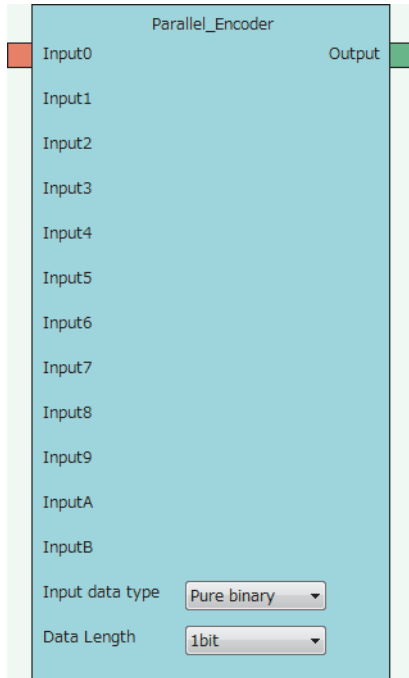 Parallel_Encoder
Input0 Output
Input1
Input2
Input3
Input4
Input5
Input6
Input7
Input8
Input9
InputA
InputB
Input data type Pure binary
Data Length 1bit